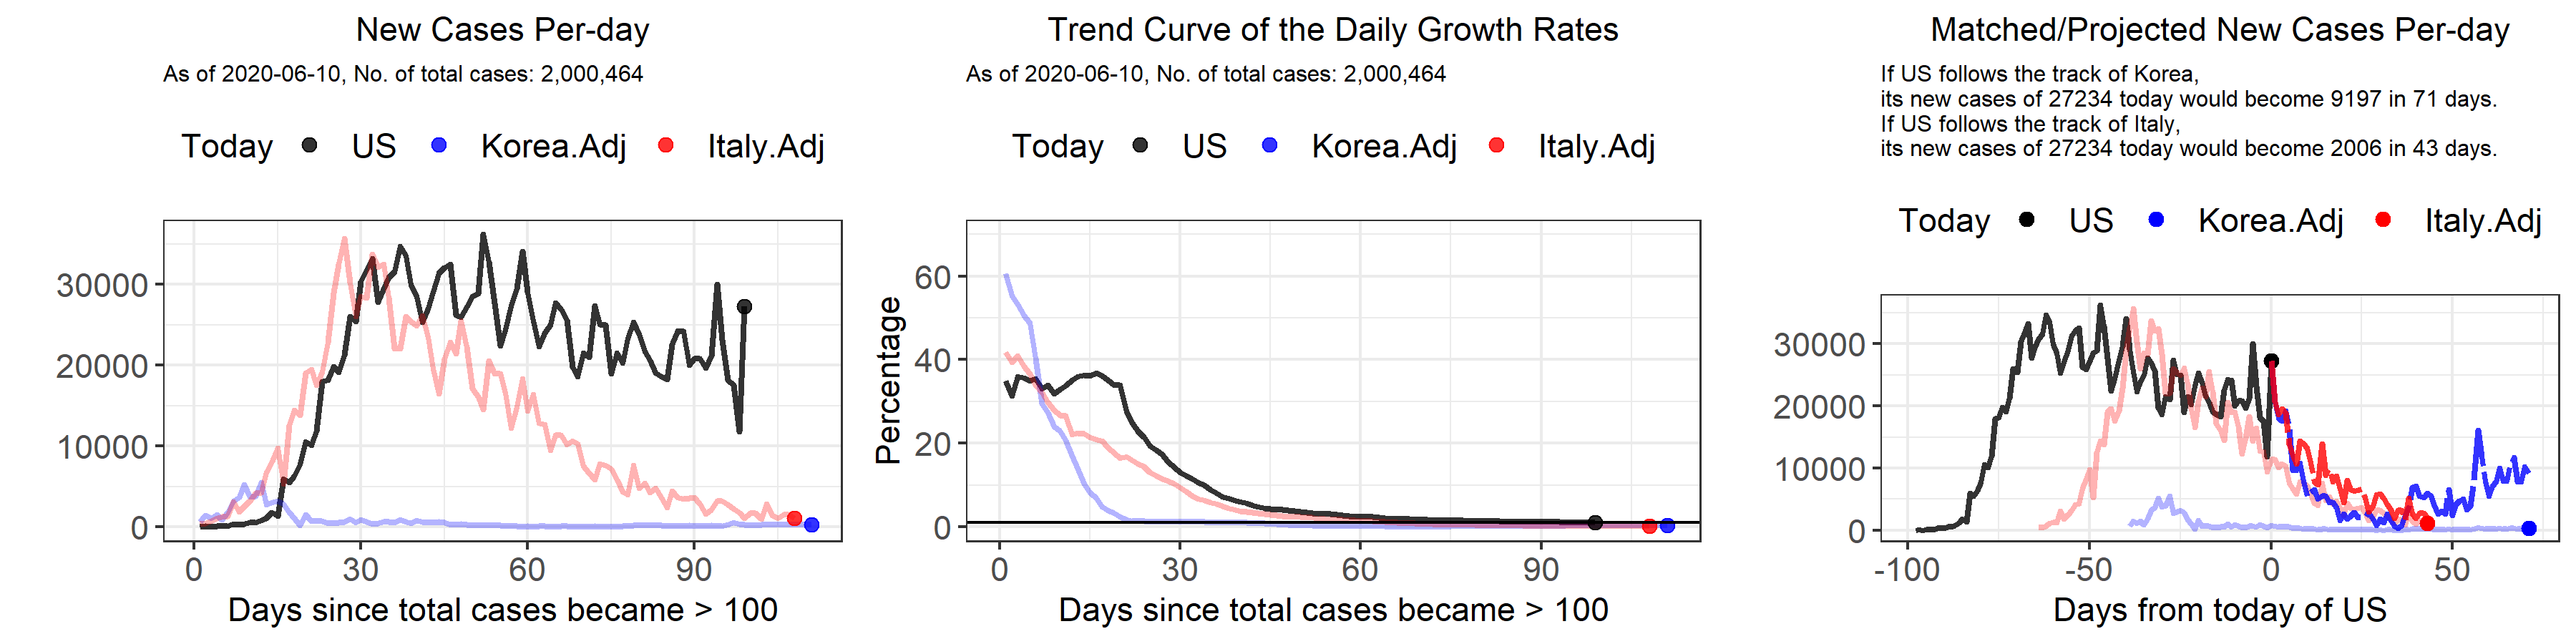 New Cases Per-day
As of 2020-06-10, No. of total cases: 2,000,464
Today US Korea.Adj Italy.Adj
30000
20000
10000
0
0 30 60 90
Days since total cases became > 100
Trend Curve of the Daily Growth Rates
As of 2020-06-10, No. of total cases: 2,000,464
Today US Korea.Adj Italy.Adj
Percentage
60
40
20
0
0 30 60 90
Days since total cases became > 100
Matched/Projected New Cases Per-day
If US follows the track of Korea,
its new cases of 27234 today would become 9197 in 71 days.
If US follows the track of Italy,
its new cases of 27234 today would become 2006 in 43 days.
Today US Korea.Adj Italy.Adj
30000
20000
10000
0
-100 -50 0 50
Days from today of US